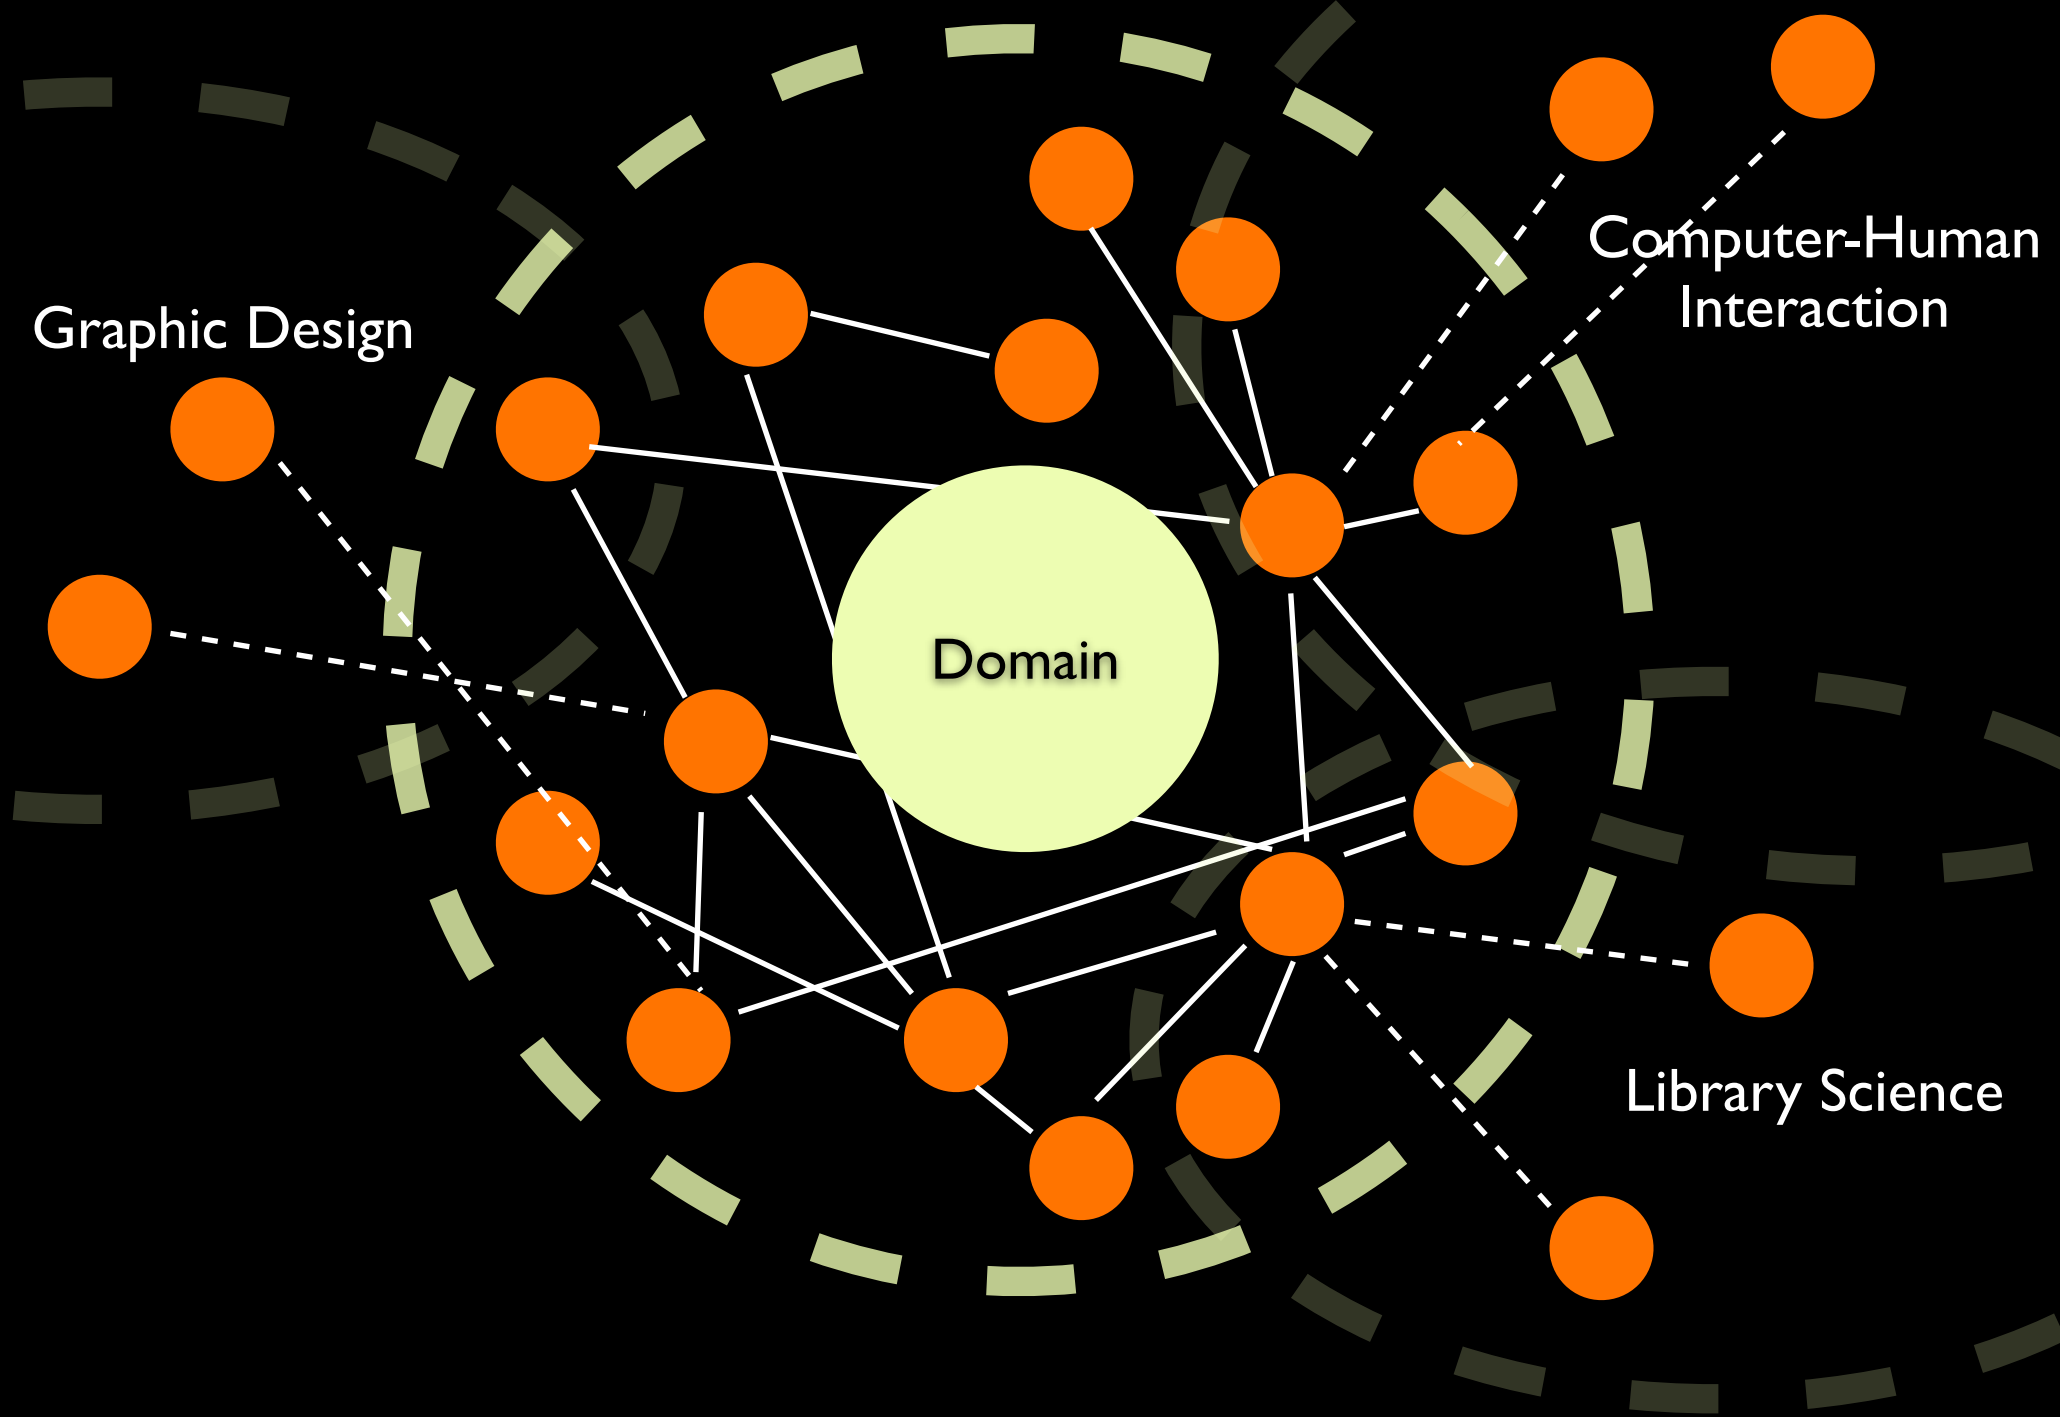 Computer-Human
Interaction
Graphic Design
Domain
Library Science